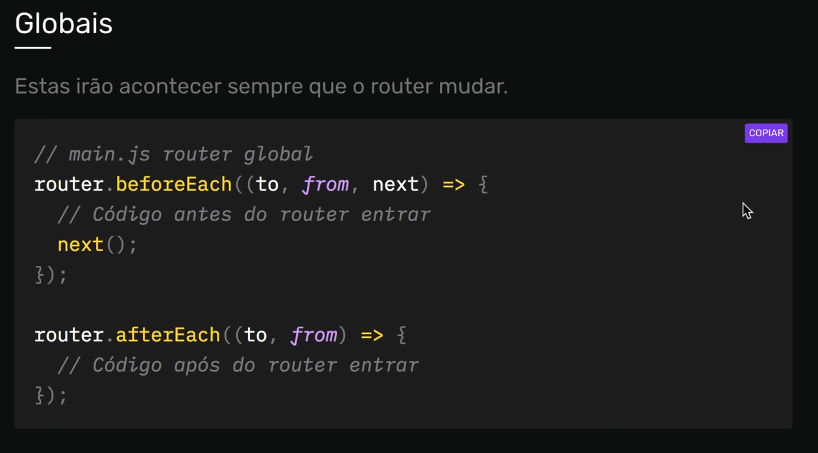 Globais
Estas irão acontecer sempre que o router mudar.
COPIAR
// main.js router global
router.beforeEach((to, from, next) => {
  // Código antes do router entrar
  next();
});

router.afterEach((to, from) => {
  // Código após do router entrar
});